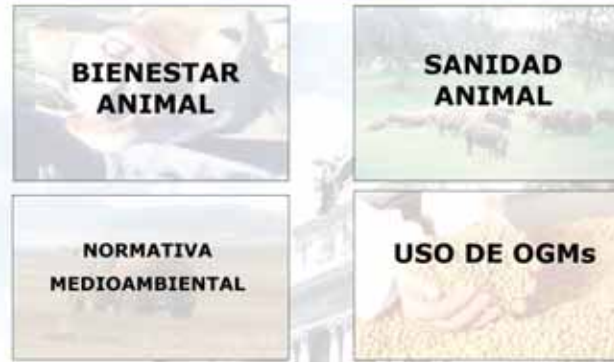 BIENESTAR
ANIMAL
SANIDAD
ANIMAL
NORMATIVA
MEDIOAMBIENTAL
USO DE OGMs